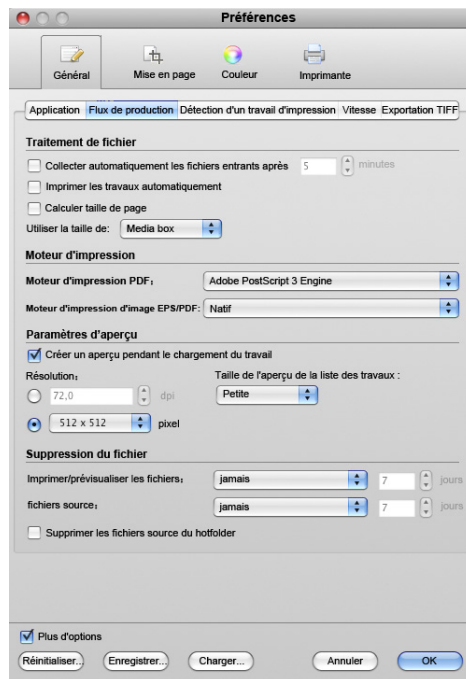 Préférences
Général Mise en page Couleur Imprimante
Application Flux de production Détection d'un travail d'impression Vitesse Exportation TIFF
Traitement de fichier
Collecter automatiquement les fichiers entrants après 5 minutes
Imprimer les travaux automatiquement
Calculer taille de page
Utiliser la taille de: Media box
Moteur d'impression
Moteur d'impression PDF: Adobe PostScript 3 Engine
Moteur d'impression d'image EPS/PDF: Natif
Paramètres d'aperçu
Créer un aperçu pendant le chargement du travail
Résolution: Taille de l'aperçu de la liste des travaux :
72,0 dpi Petite
512 x 512 pixel
Suppression du fichier
Imprimer/prévisualiser les fichiers: jamais 7 jours
fichiers source: jamais 7 jours
Supprimer les fichiers source du hotfolder
Plus d'options
Réinitialiser... Enregistrer... Charger... Annuler OK